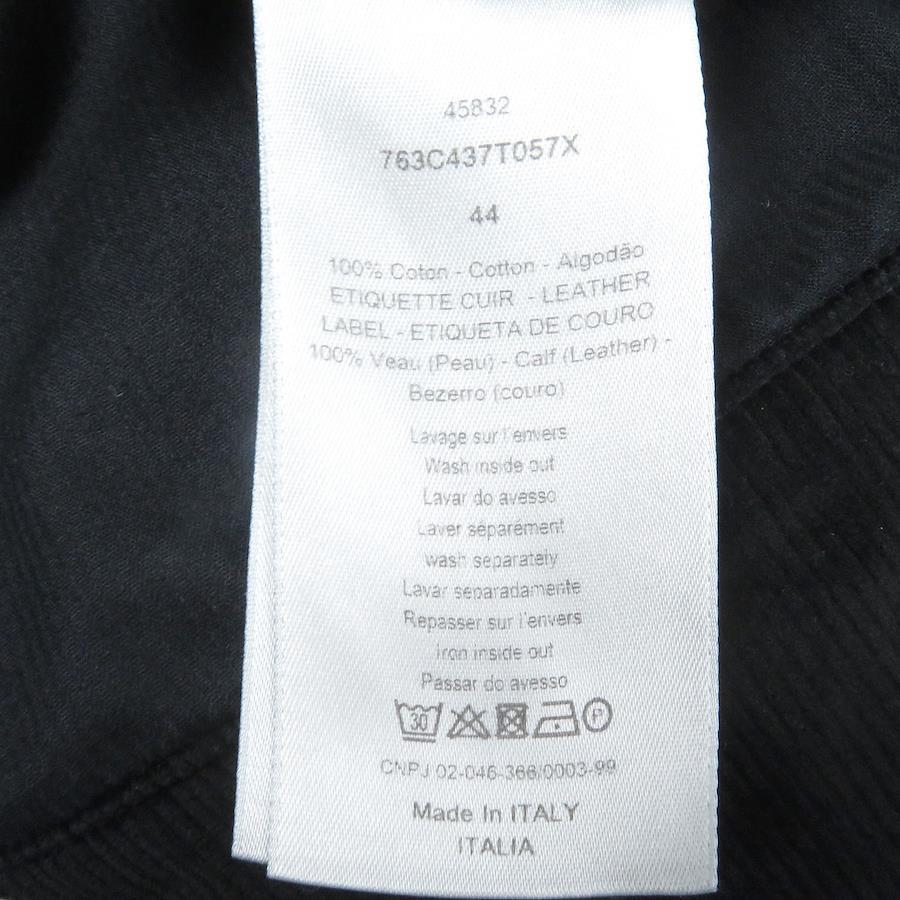 45832
763C437T057X
44
100% Coton - Cotton - Algodão
ETIQUETTE CUIR - LEATHER
LABEL - ETIQUETA DE COURO
100% Veau (Peau) - Calf (Leather) -
Bezerro (couro)
Lavage sur l'envers
Wash inside out
Lavar do avesso
Laver séparément
wash separately
Lavar separadamente
Repasser sur l'envers
Iron inside out
Passar do avesso
30 P
CNPJ 02-046-366/0003-99
Made In ITALY
ITALIA